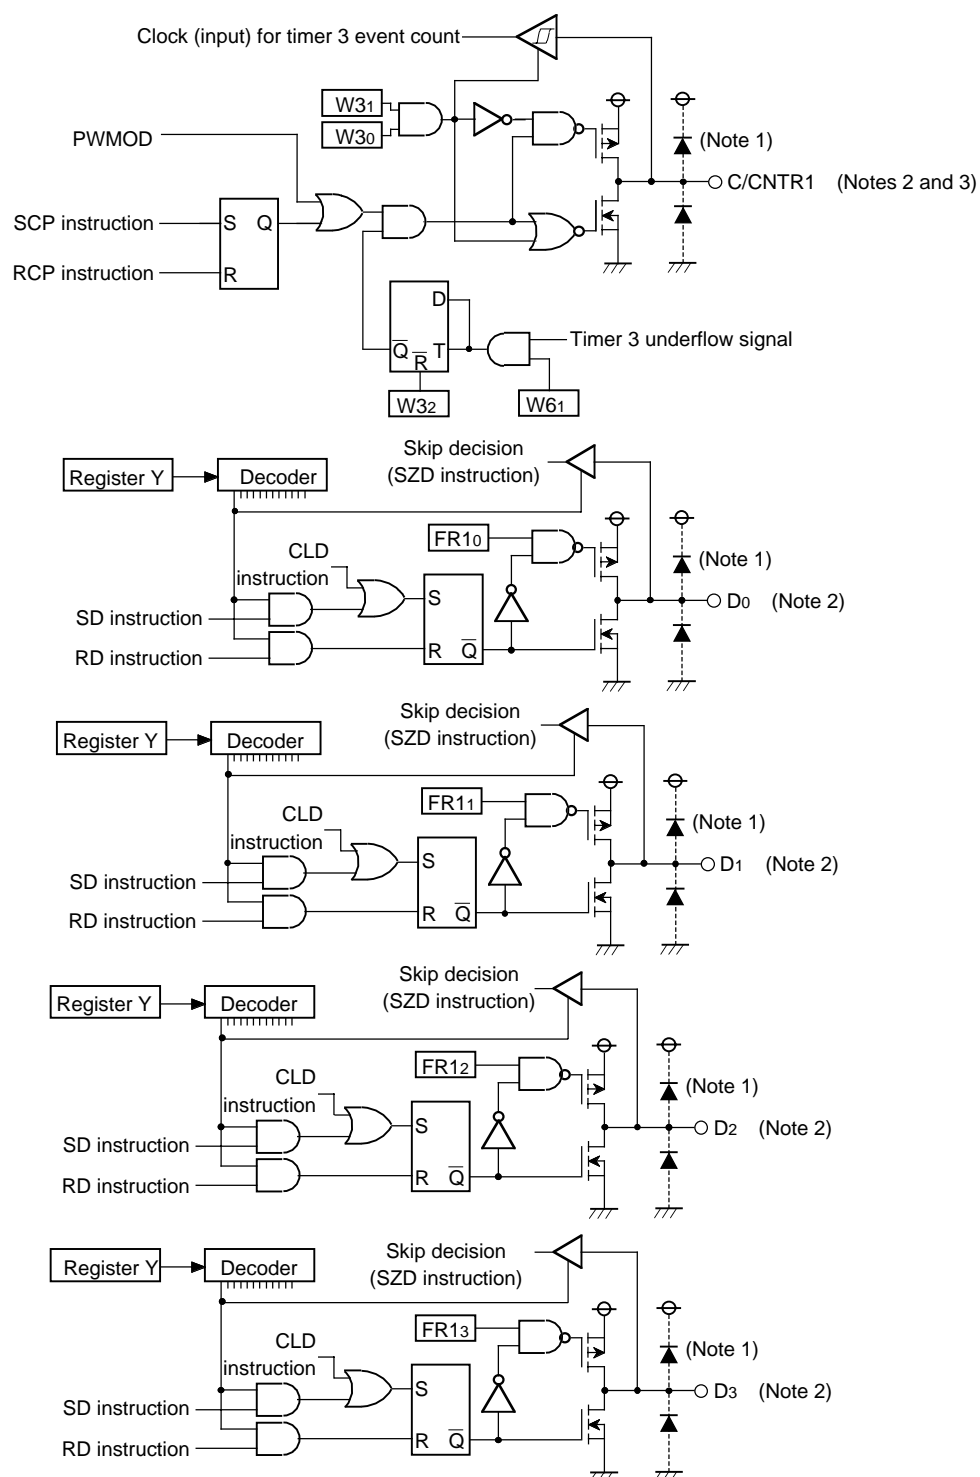 Clock (input) for timer 3 event count
W31
W30
PWMOD
(Note 1)
C/CNTR1 (Notes 2 and 3)
SCP instruction
S Q
RCP instruction
R
D
Q R T
Timer 3 underflow signal
W32
W61
Skip decision
(SZD instruction)
Register Y
Decoder
FR10
CLD
instruction
(Note 1)
S
D0 (Note 2)
SD instruction
RD instruction
R Q
Skip decision
(SZD instruction)
Register Y
Decoder
FR11
CLD
instruction
(Note 1)
S
D1 (Note 2)
SD instruction
RD instruction
R Q
Skip decision
(SZD instruction)
Register Y
Decoder
FR12
CLD
instruction
(Note 1)
S
D2 (Note 2)
SD instruction
RD instruction
R Q
Skip decision
(SZD instruction)
Register Y
Decoder
FR13
CLD
instruction
(Note 1)
S
D3 (Note 2)
SD instruction
RD instruction
R Q